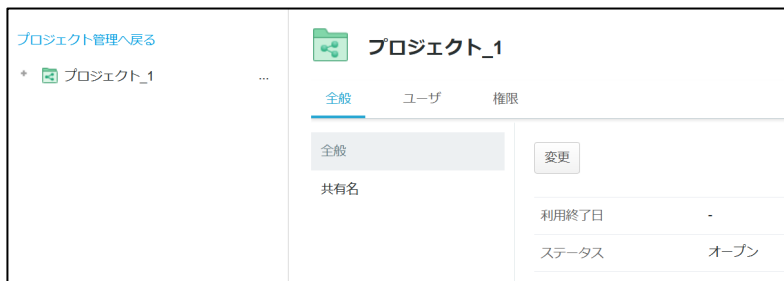 プロジェクト管理へ戻る
プロジェクト_1
...
プロジェクト_1
全般
ユーザ
権限
全般
共有名
変更
利用終了日
-
ステータス
オープン